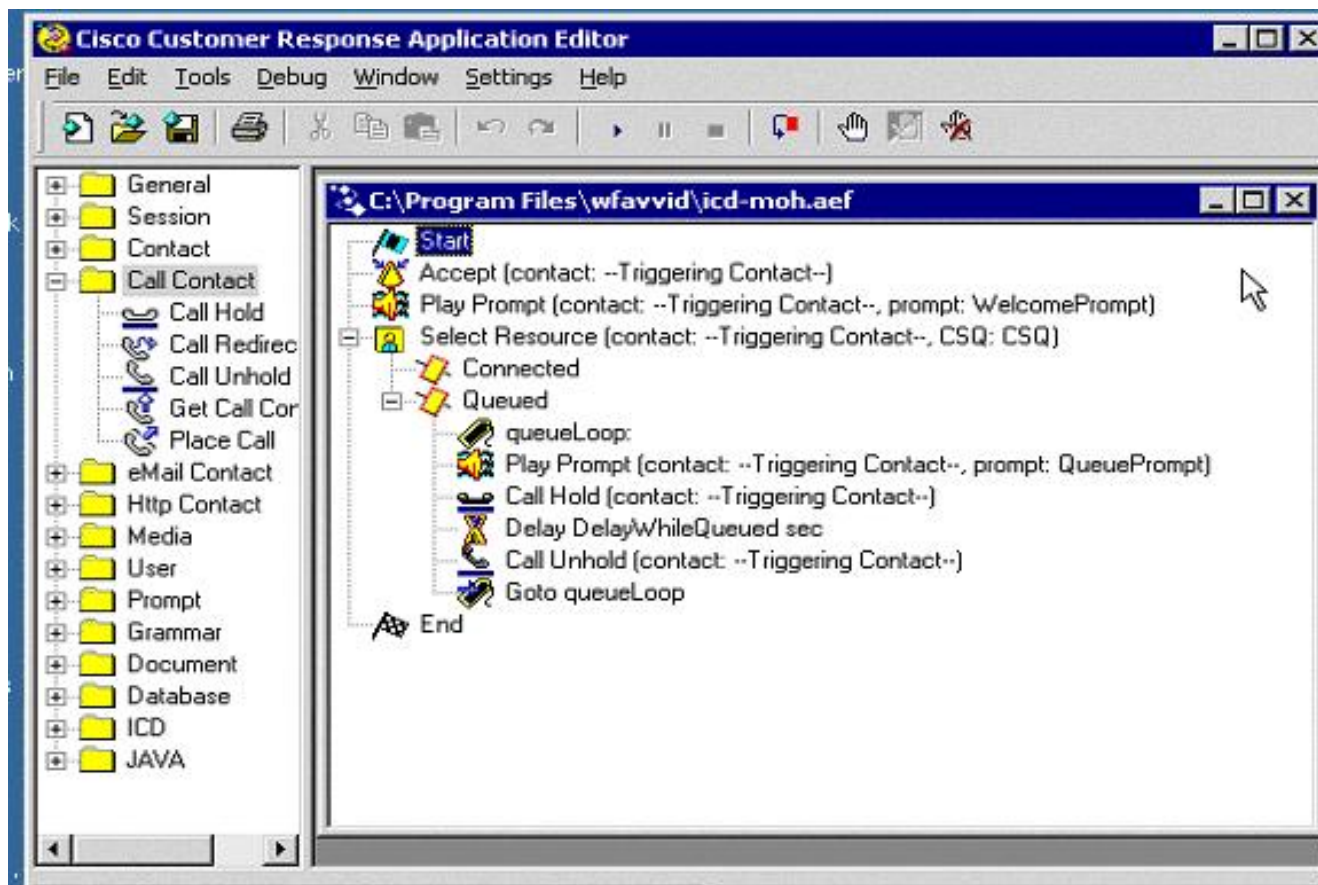 Cisco Customer Response Application Editor
File Edit Tools Debug Window Settings Help
General
Session
Contact
Call Contact
Call Hold
Call Redirec
Call Unhold
Get Call Cor
Place Call
eMail Contact
Http Contact
Media
User
Prompt
Grammar
Document
Database
ICD
JAVA
C:\Program Files\wfavvid\icd-moh.aef
Start
Accept (contact: --Triggering Contact--)
Play Prompt (contact: --Triggering Contact--, prompt: WelcomePrompt)
Select Resource (contact: --Triggering Contact--, CSQ: CSQ)
Connected
Queued
queueLoop:
Play Prompt (contact: --Triggering Contact--, prompt: QueuePrompt)
Call Hold (contact: --Triggering Contact--)
Delay DelayWhileQueued sec
Call Unhold (contact: --Triggering Contact--)
Goto queueLoop
End